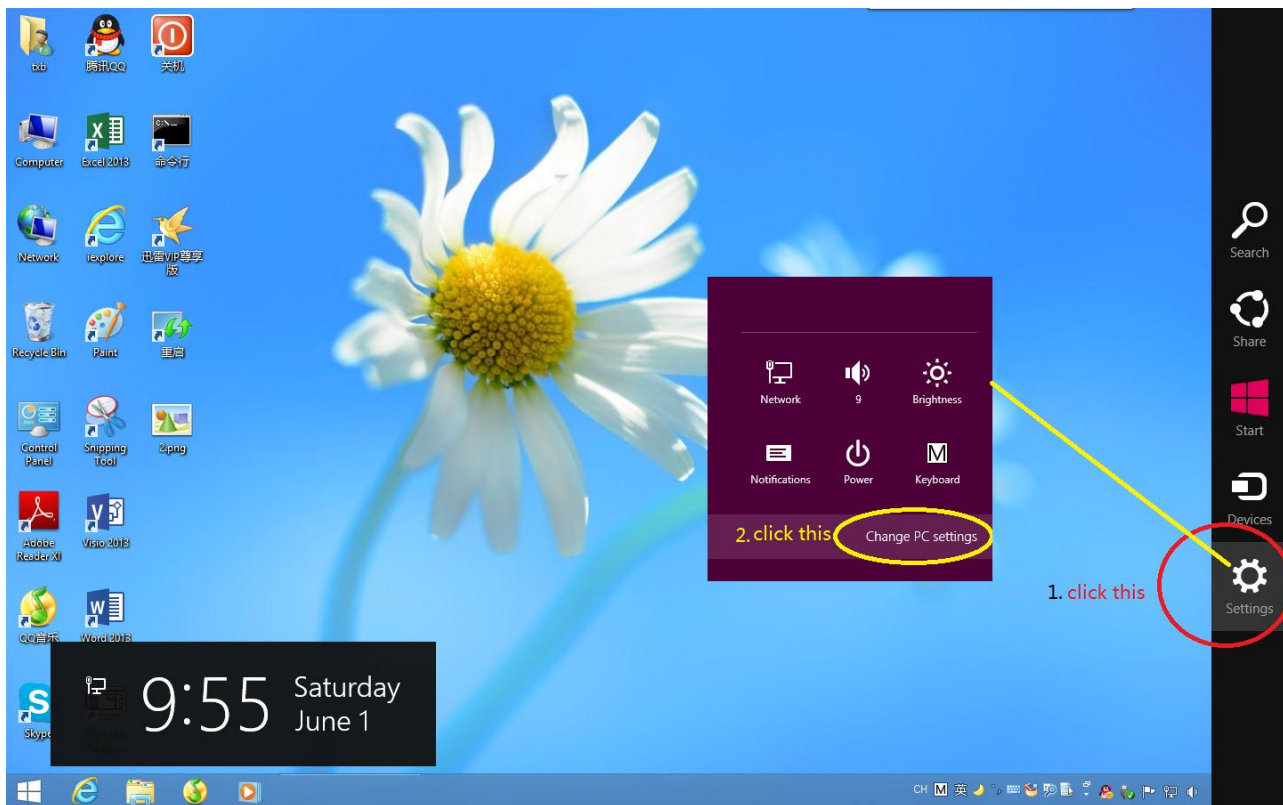 txb
腾讯QQ
关机
Computer
Excel 2013
命令行
Network
iexplore
迅雷VIP尊享
版
Recycle Bin
Paint
重启
Control
Panel
Snipping
Tool
2.png
Adobe
Reader XI
Visio 2013
QQ音乐
Word 2013
Skype
9:55
Saturday
June 1
Network
9
Brightness
Notifications
Power
M
Keyboard
2. click this
Change PC settings
1. click this
Search
Share
Start
Devices
Settings
CH M 英